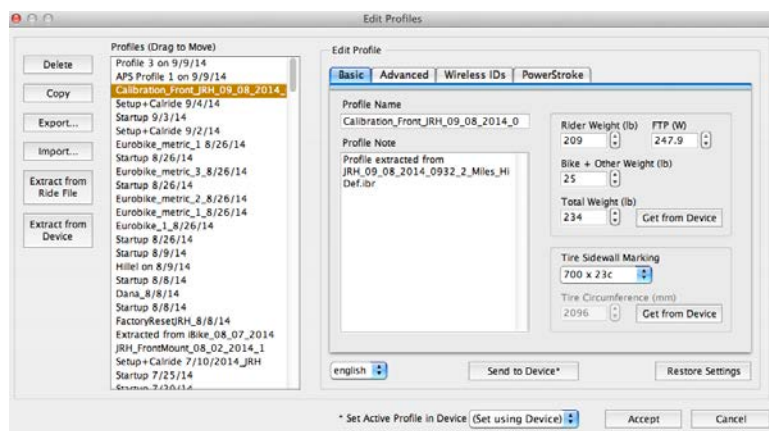 Edit Profiles
Delete
Copy
Export...
Import...
Extract from
Ride File
Extract from
Device
Profiles (Drag to Move)
Profile 3 on 9/9/14
APS Profile 1 on 9/9/14
Calibration_Front_JRH_09_08_2014_
Setup+Calride 9/4/14
Startup 9/3/14
Setup+Calride 9/2/14
Eurobike_metric_1 8/26/14
Startup 8/26/14
Eurobike_metric_3_8/26/14
Startup 8/26/14
Eurobike_metric_2_8/26/14
Eurobike_metric_1_8/26/14
Eurobike_1_8/26/14
Startup 8/26/14
Startup 8/9/14
Hillel on 8/9/14
Startup 8/8/14
Dana_8/8/14
Startup 8/8/14
FactoryResetJRH_8/8/14
Extracted from iBike_08_07_2014
JRH_FrontMount_08_02_2014_1
Setup+Calride 7/10/2014_JRH
Startup 7/25/14
Startup 7/20/14
Edit Profile
Basic
Advanced
Wireless IDs
PowerStroke
Profile Name
Calibration_Front_JRH_09_08_2014_0
Profile Note
Profile extracted from
JRH_09_08_2014_0932_2_Miles_Hi
Def.ibr
Rider Weight (lb) FTP (W)
209 247.9
Bike + Other Weight (lb)
25
Total Weight (lb)
234 Get from Device
Tire Sidewall Marking
700 x 23c
Tire Circumference (mm)
2096 Get from Device
english
Send to Device*
Restore Settings
* Set Active Profile in Device (Set using Device)
Accept
Cancel